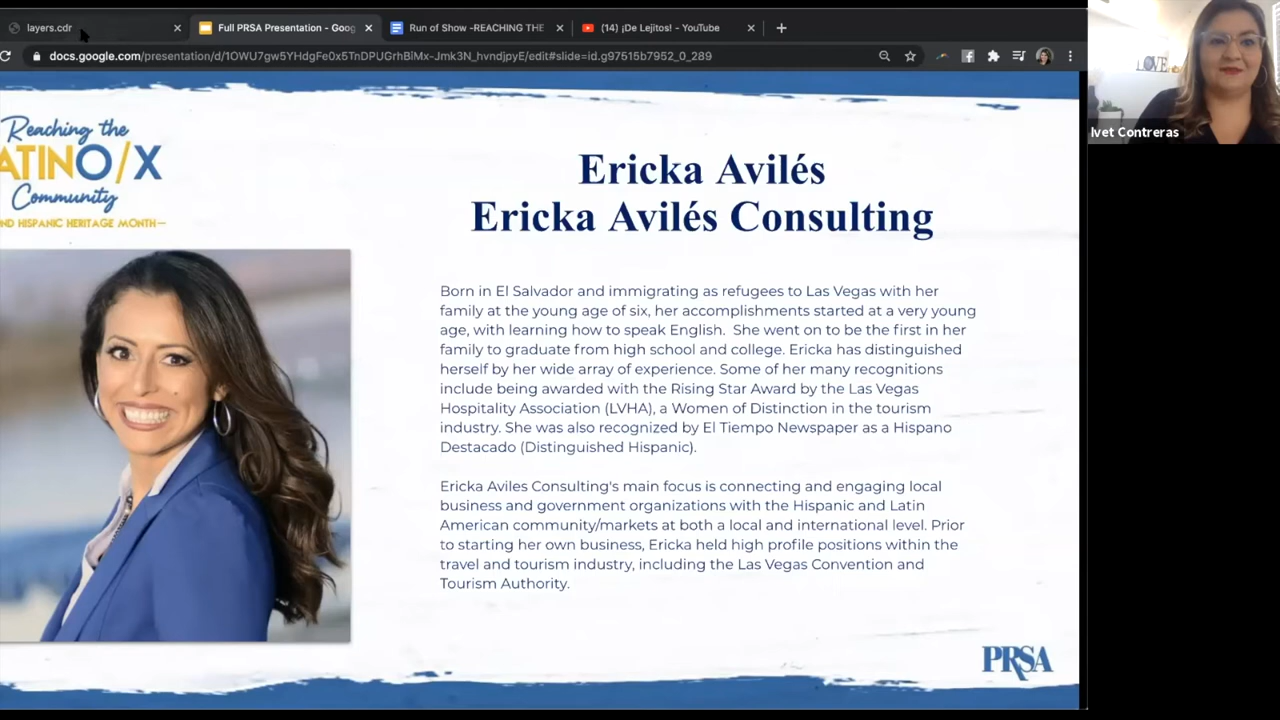 layers.cdr
Full PRSA Presentation - Goog
Run of Show -REACHING THE
(14) ¡De Lejitos! - YouTube
docs.google.com/presentation/d/1OWU7gw5YHdgFe0x5TnDPUGrhBiMx-Jmk3N_hvndjpyE/edit#slide=id.g97515b7952_0_289
LOVE
Ivet Contreras
Reaching the
ATINO/X
Community
ND HISPANIC HERITAGE MONTH—
Ericka Avilés
Ericka Avilés Consulting
Born in El Salvador and immigrating as refugees to Las Vegas with her
family at the young age of six, her accomplishments started at a very young
age, with learning how to speak English.  She went on to be the first in her
family to graduate from high school and college. Ericka has distinguished
herself by her wide array of experience. Some of her many recognitions
include being awarded with the Rising Star Award by the Las Vegas
Hospitality Association (LVHA), a Women of Distinction in the tourism
industry. She was also recognized by El Tiempo Newspaper as a Hispano
Destacado (Distinguished Hispanic).
Ericka Aviles Consulting's main focus is connecting and engaging local
business and government organizations with the Hispanic and Latin
American community/markets at both a local and international level. Prior
to starting her own business, Ericka held high profile positions within the
travel and tourism industry, including the Las Vegas Convention and
Tourism Authority.
PRSA